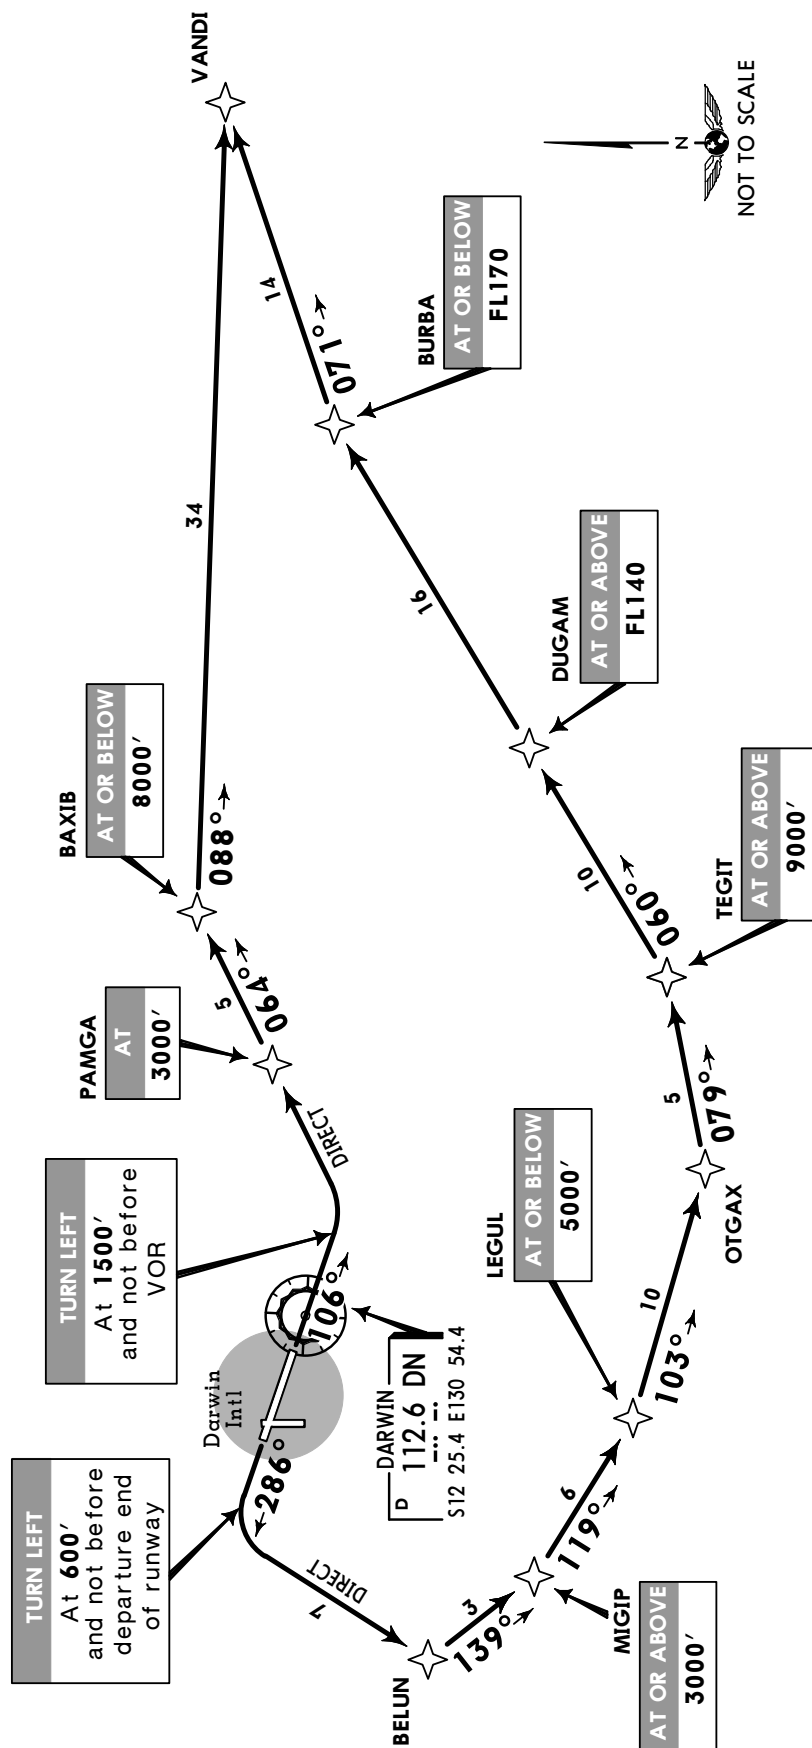 TURN LEFT
At 600'
and not before
departure end
of runway
TURN LEFT
At 1500'
and not before
VOR
PAMGA
AT
3000'
BAXIB
AT OR BELOW
8000'
VANDI
34
088°
5
064°
DIRECT
106°
Darwin
Intl
286°
DIRECT
7
DARWIN
D
112.6 DN
S12 25.4 E130 54.4
BELUN
3
139°
MIGIP
AT OR ABOVE
3000'
6
119°
LEGUL
AT OR BELOW
5000'
10
103°
OTGAX
5
079°
TEGIT
AT OR ABOVE
9000'
10
060°
DUGAM
AT OR ABOVE
FL140
16
BURBA
AT OR BELOW
FL170
14
071°
N
NOT TO SCALE